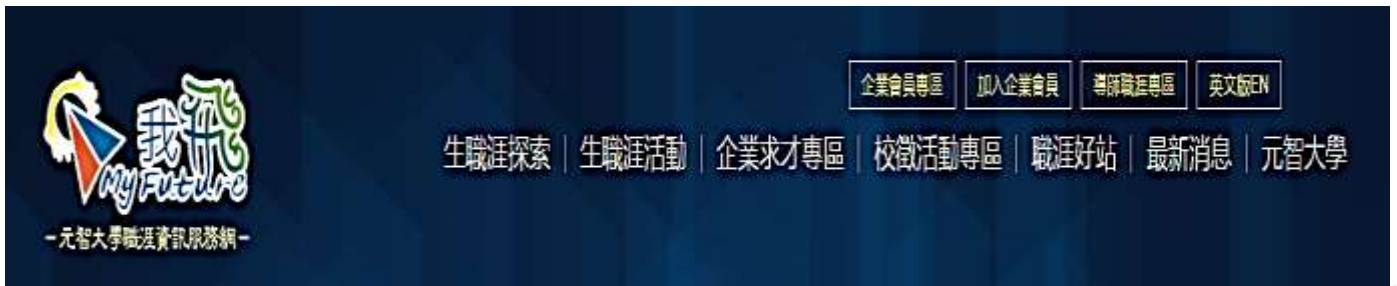 企業會員專區 加入企業會員 導師職涯專區 英文版EN
我飛
My Future
生職涯探索 | 生職涯活動 | 企業求才專區 | 校徵活動專區 | 職涯好站 | 最新消息 | 元智大學
-元智大學職涯資訊服務網-